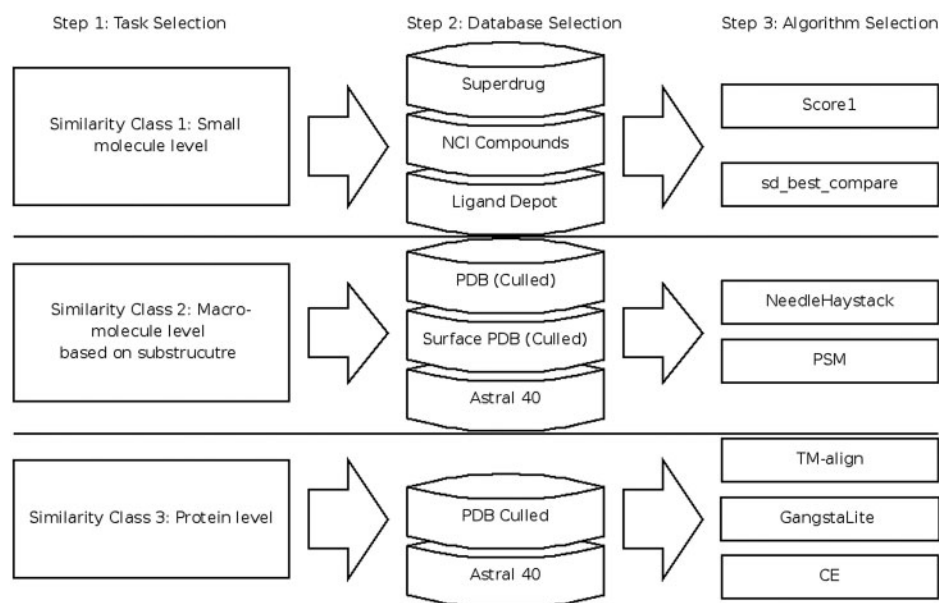 Step 1: Task Selection
Step 2: Database Selection
Step 3: Algorithm Selection
Similarity Class 1: Small
molecule level
Superdrug
NCI Compounds
Ligand Depot
Score1
sd_best_compare
Similarity Class 2: Macro-
molecule level
based on substrucutre
PDB (Culled)
Surface PDB (Culled)
Astral 40
NeedleHaystack
PSM
Similarity Class 3: Protein level
PDB Culled
Astral 40
TM-align
GangstaLite
CE